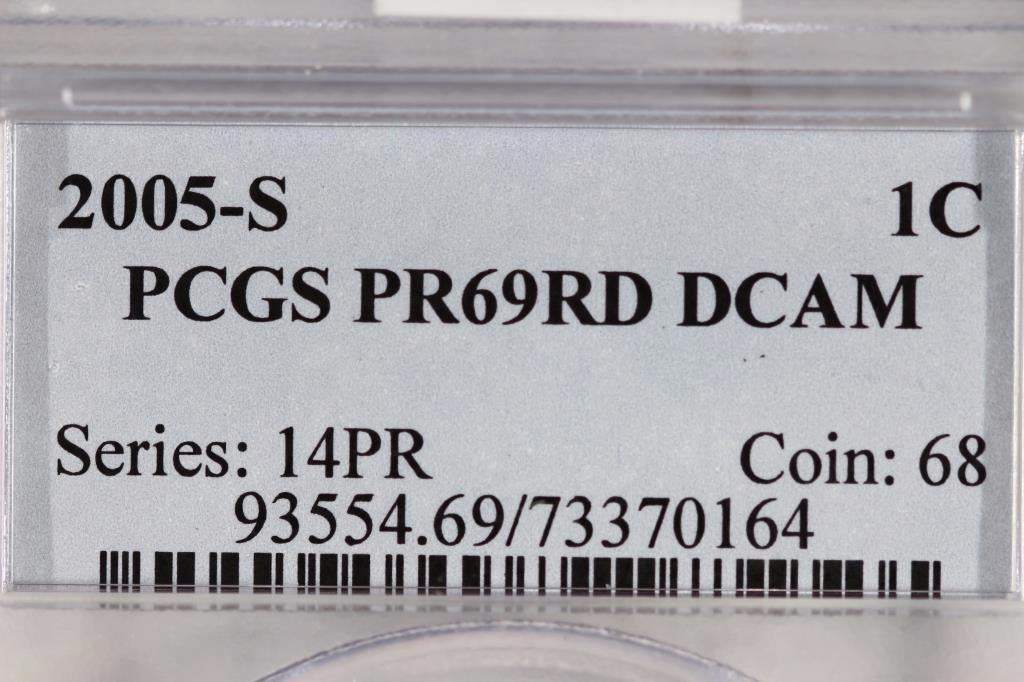 2005-S 1C
PCGS PR69RD DCAM
Series: 14PR Coin: 68
93554.69/73370164